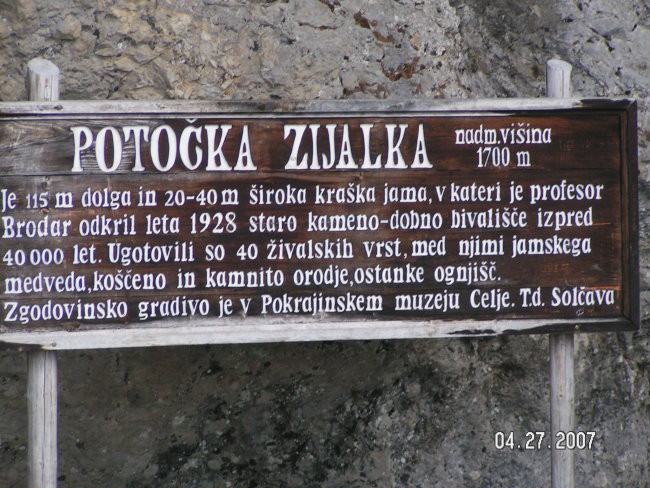 POTOČKA ZIJALKA nadm.višina
1700 m
Je 115 m dolga in 20-40 m široka kraška jama, v kateri je profesor
Brodar odkril leta 1928 staro kameno-dobno bivališče izpred
40 000 let. Ugotovili so 40 živalskih vrst, med njimi jamskega
medveda, koščeno in kamnito orodje, ostanke ognjišč.
Zgodovinsko gradivo je v Pokrajinskem muzeju Celje. T.d. Solčava
04.27.2007